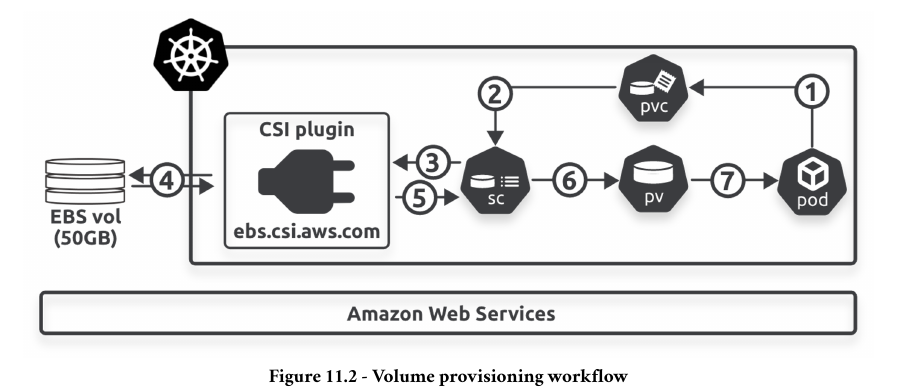 2
pvc
1
CSI plugin
4
3
5
sc
6
pv
7
pod
EBS vol
(50GB)
ebs.csi.aws.com
Amazon Web Services
Figure 11.2 - Volume provisioning workflow